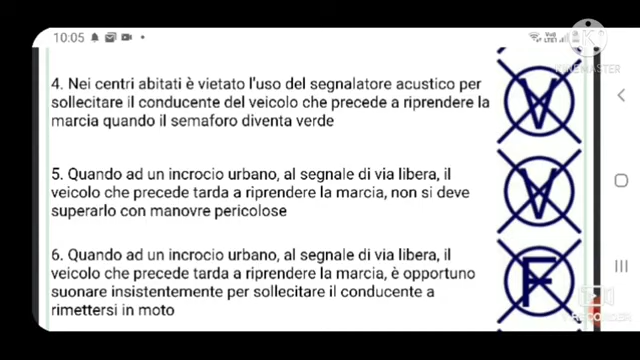 10:05
VoB
LTE1
KINEMASTER
4. Nei centri abitati è vietato l'uso del segnalatore acustico per
sollecitare il conducente del veicolo che precede a riprendere la
marcia quando il semaforo diventa verde
V
5. Quando ad un incrocio urbano, al segnale di via libera, il
veicolo che precede tarda a riprendere la marcia, non si deve
superarlo con manovre pericolose
V
6. Quando ad un incrocio urbano, al segnale di via libera, il
veicolo che precede tarda a riprendere la marcia, è opportuno
suonare insistentemente per sollecitare il conducente a
rimettersi in moto
F
RECORDER